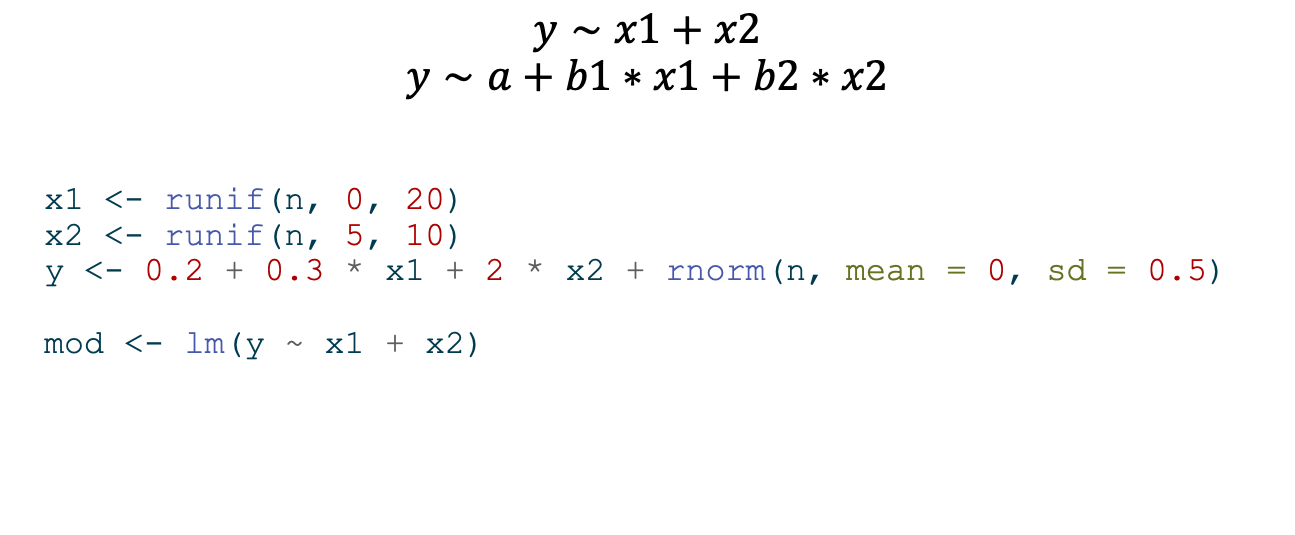 y ~ x1 + x2
y ~ a + b1 * x1 + b2 * x2
x1 <- runif(n, 0, 20)
x2 <- runif(n, 5, 10)
y <- 0.2 + 0.3 * x1 + 2 * x2 + rnorm(n, mean = 0, sd = 0.5)
mod <- lm(y ~ x1 + x2)